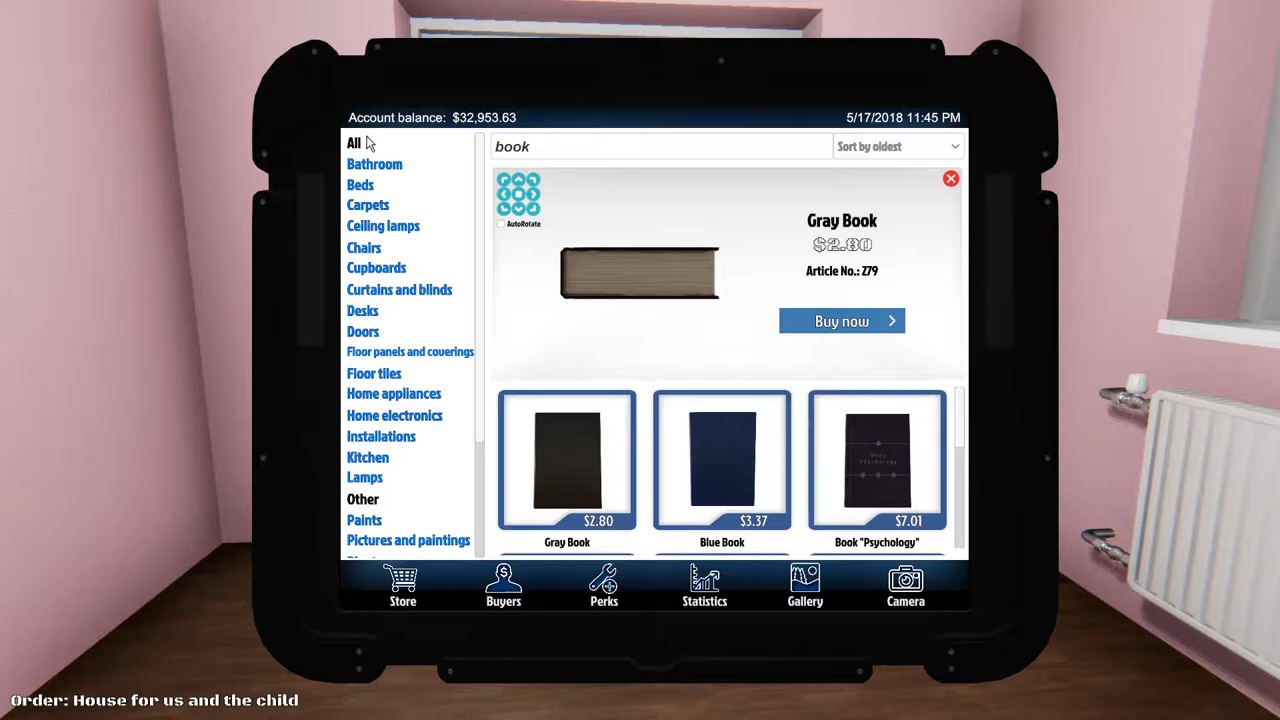 Account balance: $32,953.63
5/17/2018 11:45 PM
All
Bathroom
Beds
Carpets
Ceiling lamps
Chairs
Cupboards
Curtains and blinds
Desks
Doors
Floor panels and coverings
Floor tiles
Home appliances
Home electronics
Installations
Kitchen
Lamps
Other
Paints
Pictures and paintings
book
Sort by oldest
AutoRotate
Gray Book
$2.80
Article No.: Z79
Buy now
$2.80
$3.37
$7.01
Gray Book
Blue Book
Book "Psychology"
Store
Buyers
Perks
Statistics
Gallery
Camera
Order: House for us and the child